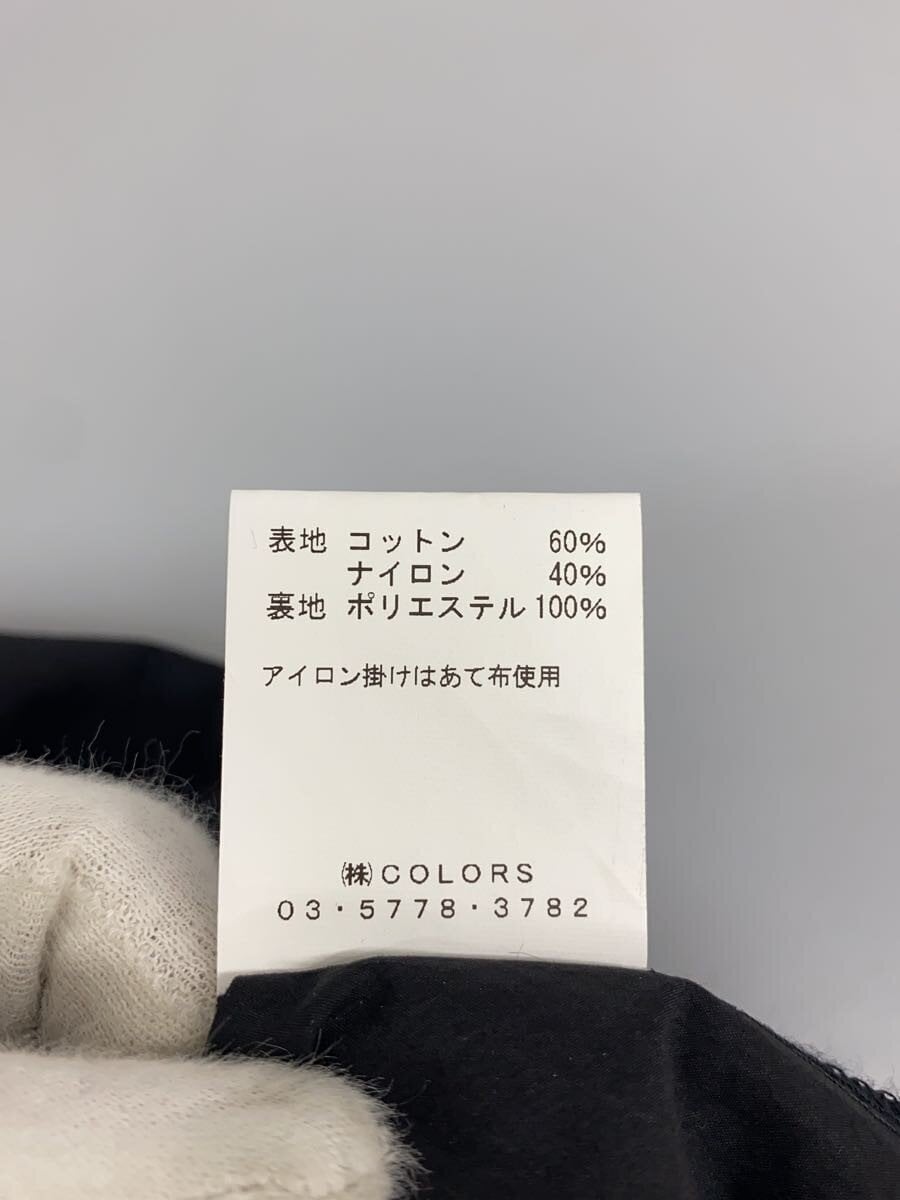 表地 コットン 60%
ナイロン 40%
裏地 ポリエステル 100%
アイロン掛けはあて布使用
㈱COLORS
03・5778・3782